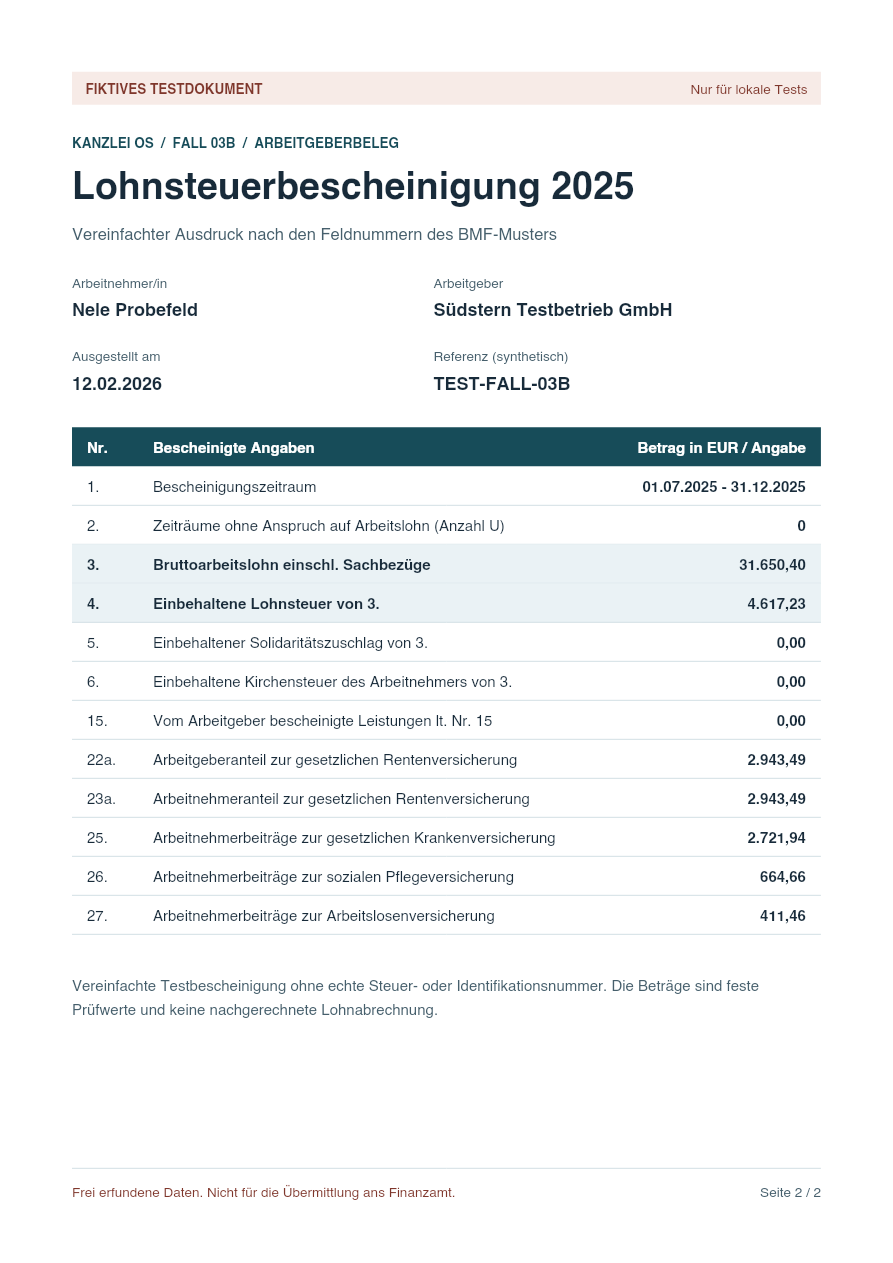 FIKTIVES TESTDOKUMENT Nur für lokale Tests
KANZLEI OS / FALL 03B / ARBEITGEBERBELEG
Lohnsteuerbescheinigung 2025
Vereinfachter Ausdruck nach den Feldnummern des BMF-Musters
Arbeitnehmer/in Arbeitgeber
Nele Probefeld Südstern Testbetrieb GmbH
Ausgestellt am Referenz (synthetisch)
12.02.2026 TEST-FALL-03B
Nr. Bescheinigte Angaben Betrag in EUR / Angabe
1. Bescheinigungszeitraum 01.07.2025 - 31.12.2025
2. Zeiträume ohne Anspruch auf Arbeitslohn (Anzahl U) 0
3. Bruttoarbeitslohn einschl. Sachbezüge 31.650,40
4. Einbehaltene Lohnsteuer von 3. 4.617,23
5. Einbehaltener Solidaritätszuschlag von 3. 0,00
6. Einbehaltene Kirchensteuer des Arbeitnehmers von 3. 0,00
15. Vom Arbeitgeber bescheinigte Leistungen lt. Nr. 15 0,00
22a. Arbeitgeberanteil zur gesetzlichen Rentenversicherung 2.943,49
23a. Arbeitnehmeranteil zur gesetzlichen Rentenversicherung 2.943,49
25. Arbeitnehmerbeiträge zur gesetzlichen Krankenversicherung 2.721,94
26. Arbeitnehmerbeiträge zur sozialen Pflegeversicherung 664,66
27. Arbeitnehmerbeiträge zur Arbeitslosenversicherung 411,46
Vereinfachte Testbescheinigung ohne echte Steuer- oder Identifikationsnummer. Die Beträge sind feste
Prüfwerte und keine nachgerechnete Lohnabrechnung.
Frei erfundene Daten. Nicht für die Übermittlung ans Finanzamt. Seite 2 / 2